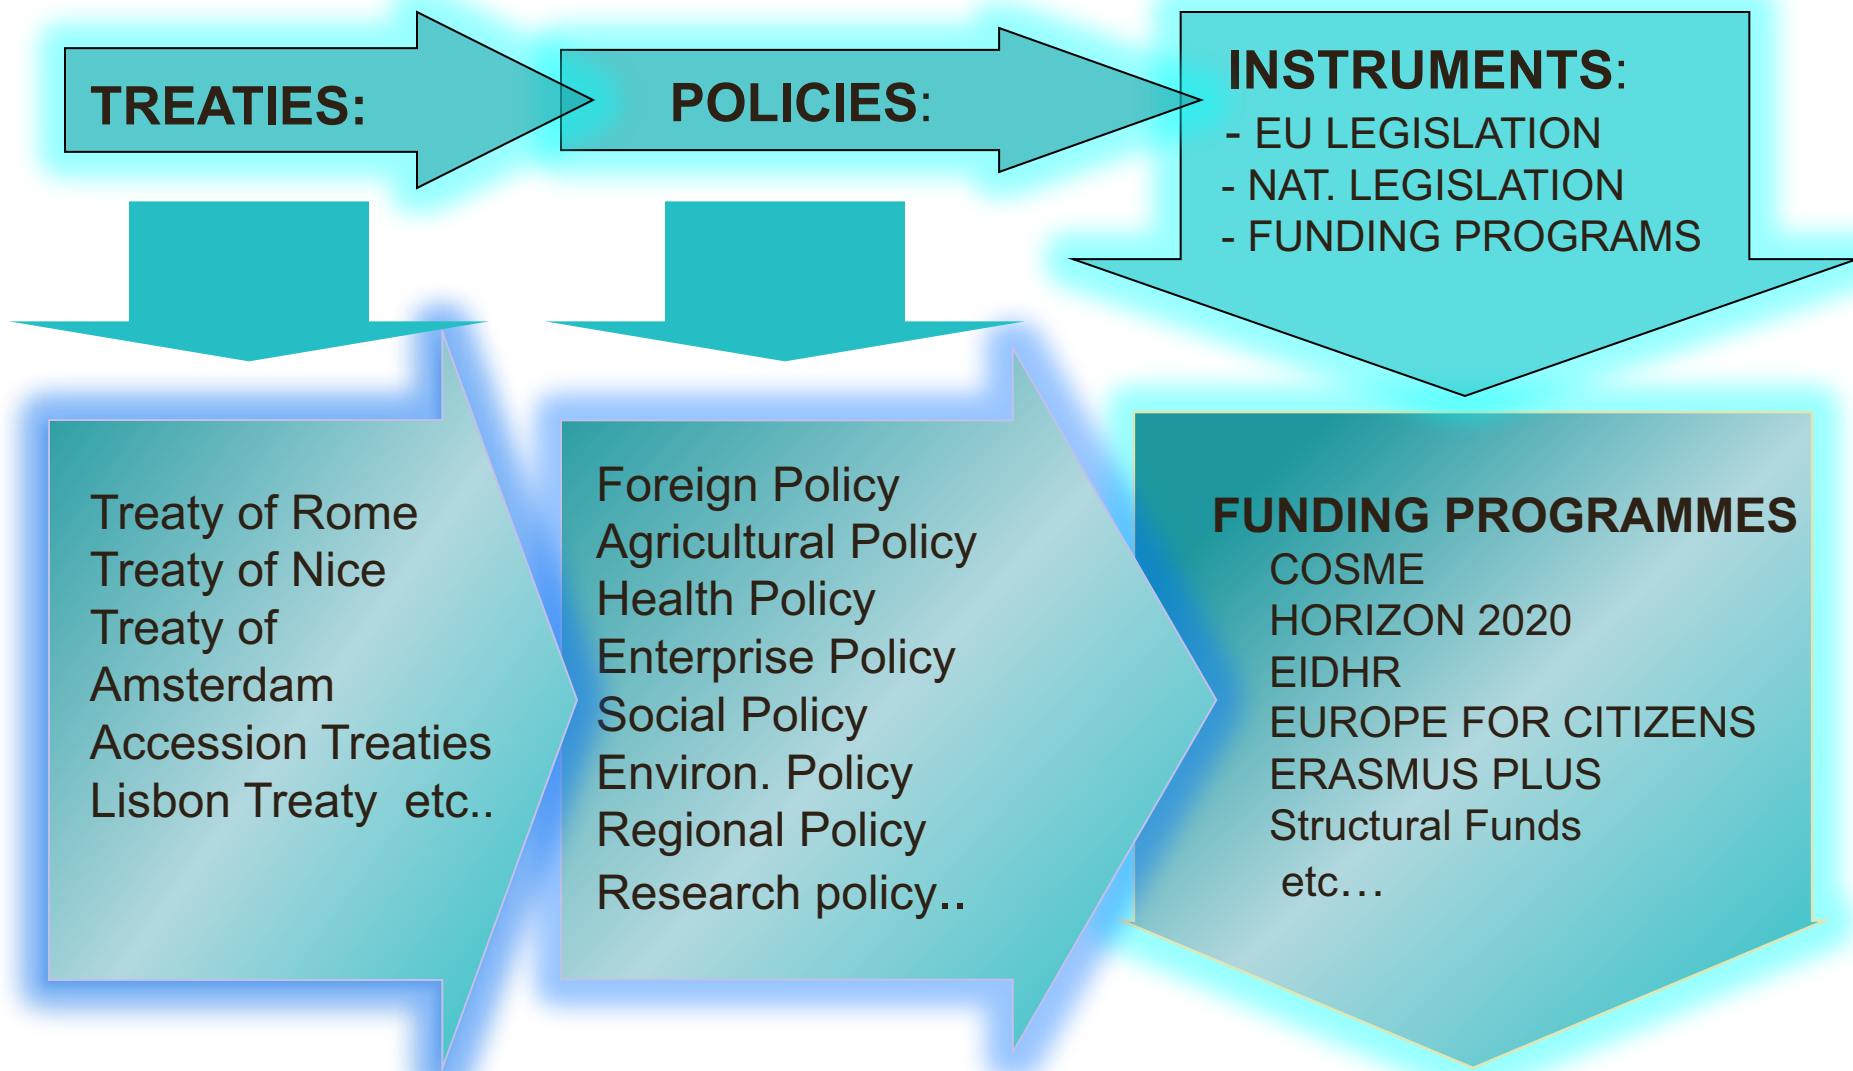 TREATIES:
POLICIES:
INSTRUMENTS:
- EU LEGISLATION
- NAT. LEGISLATION
- FUNDING PROGRAMS
Treaty of Rome
Treaty of Nice
Treaty of
Amsterdam
Accession Treaties
Lisbon Treaty  etc..
Foreign Policy
Agricultural Policy
Health Policy
Enterprise Policy
Social Policy
Environ. Policy
Regional Policy
Research policy..
FUNDING PROGRAMMES
COSME
HORIZON 2020
EIDHR
EUROPE FOR CITIZENS
ERASMUS PLUS
Structural Funds
etc…